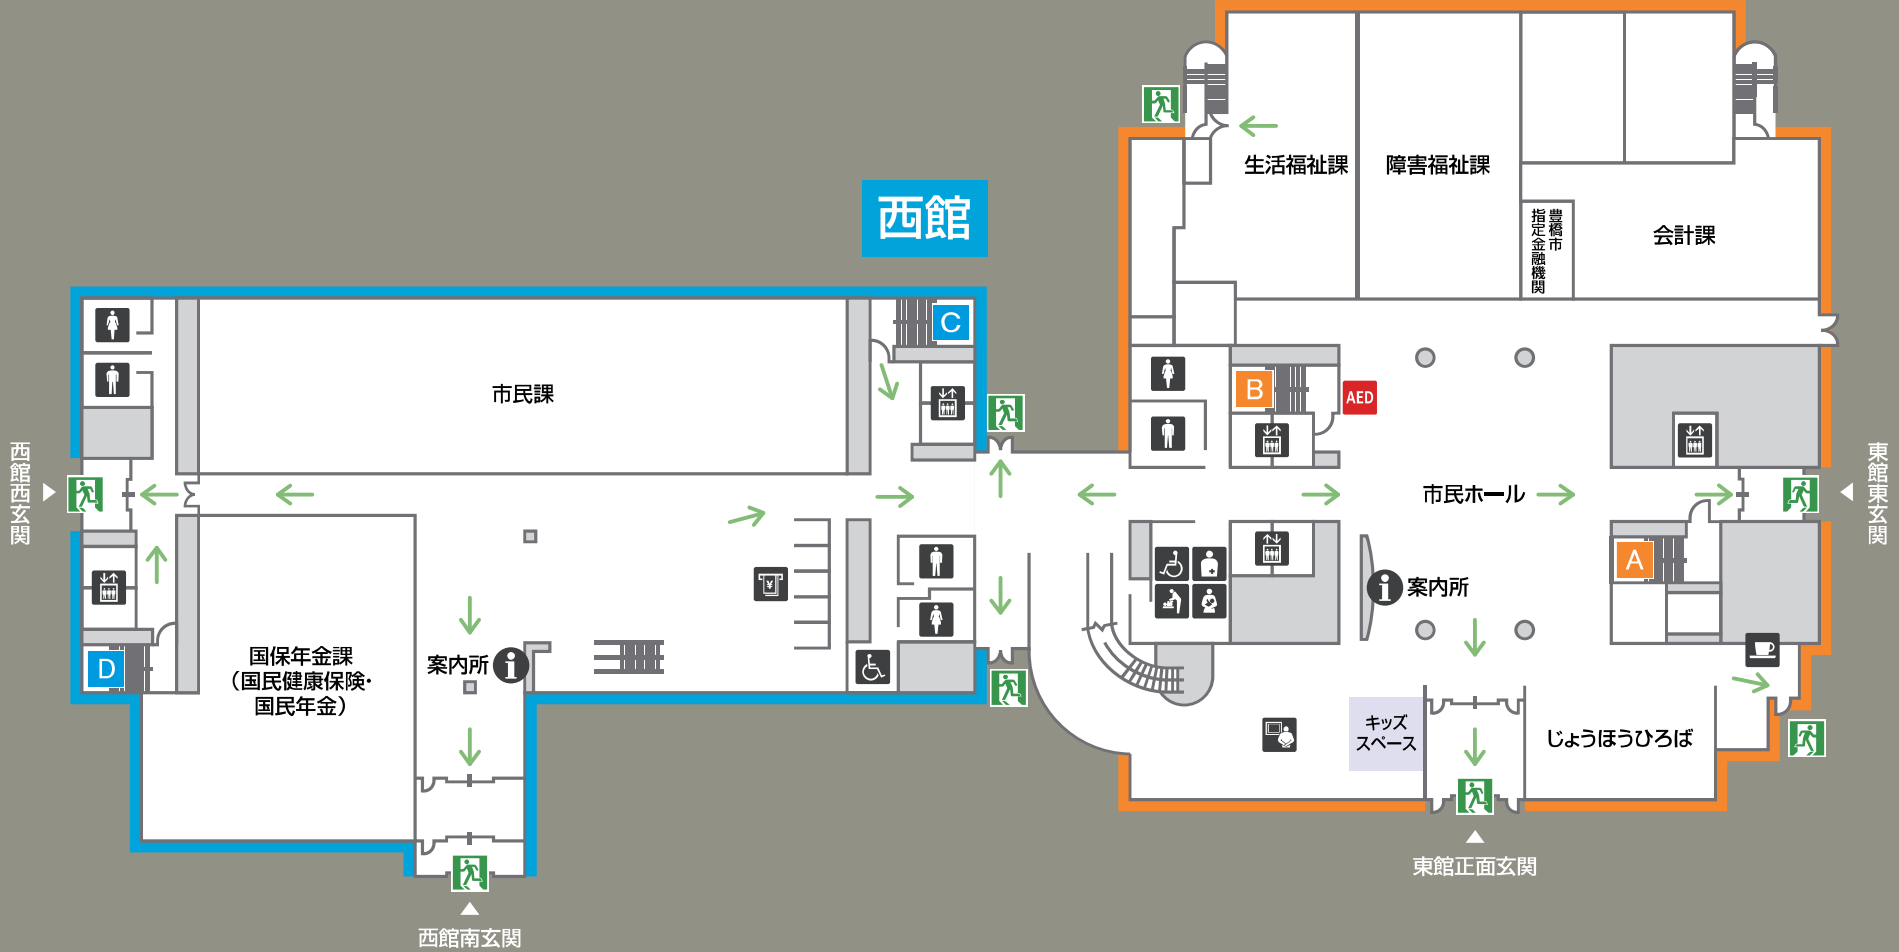 西館
生活福祉課
障害福祉課
豊橋市
指定金融機関
会計課
市民課
C
B
AED
西館西玄関
東館東玄関
市民ホール
A
案内所
¥
D
国保年金課
（国民健康保険・
国民年金）
案内所
キッズ
スペース
じょうほうひろば
東館正面玄関
西館南玄関